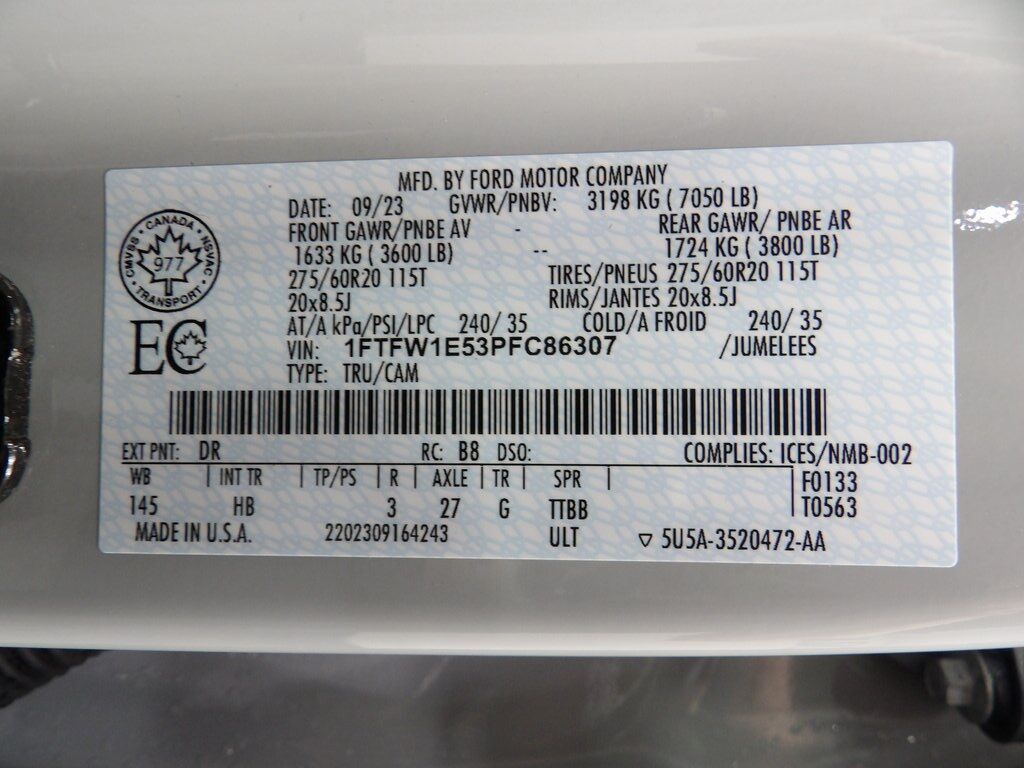 MFD. BY FORD MOTOR COMPANY
DATE: 09/23 GVWR/PNBV: 3198 KG ( 7050 LB)
FRONT GAWR/PNBE AV - REAR GAWR/ PNBE AR
1633 KG ( 3600 LB) -- 1724 KG ( 3800 LB)
275/60R20 115T TIRES/PNEUS 275/60R20 115T
20x8.5J RIMS/JANTES 20x8.5J
AT/A kPa/PSI/LPC 240/ 35 COLD/A FROID 240/ 35
VIN: 1FTFW1E53PFC86307 /JUMELEES
TYPE: TRU/CAM
CANADA
CMVSS NSVAC
977
TRANSPORT
EC
EXT PNT: DR RC: B8 DSO: COMPLIES: ICES/NMB-002
WB | INT TR | TP/PS | R | AXLE | TR | SPR | F0133
145 HB 3 27 G TTBB T0563
MADE IN U.S.A. 2202309164243 ULT ▽ 5U5A-3520472-AA